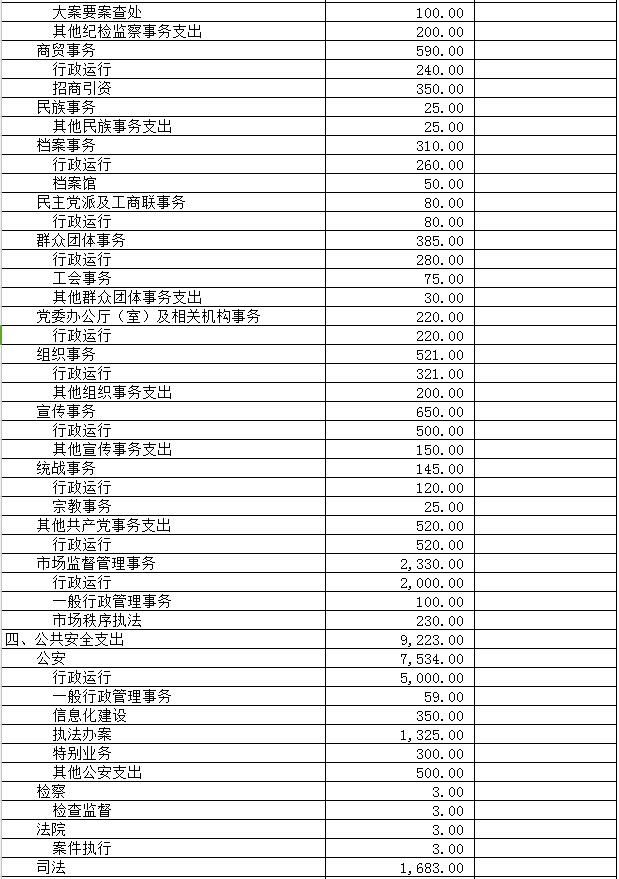 大案要案查处 100.00
其他纪检监察事务支出 200.00
商贸事务 590.00
行政运行 240.00
招商引资 350.00
民族事务 25.00
其他民族事务支出 25.00
档案事务 310.00
行政运行 260.00
档案馆 50.00
民主党派及工商联事务 80.00
行政运行 80.00
群众团体事务 385.00
行政运行 280.00
工会事务 75.00
其他群众团体事务支出 30.00
党委办公厅（室）及相关机构事务 220.00
行政运行 220.00
组织事务 521.00
行政运行 321.00
其他组织事务支出 200.00
宣传事务 650.00
行政运行 500.00
其他宣传事务支出 150.00
统战事务 145.00
行政运行 120.00
宗教事务 25.00
其他共产党事务支出 520.00
行政运行 520.00
市场监督管理事务 2,330.00
行政运行 2,000.00
一般行政管理事务 100.00
市场秩序执法 230.00
四、公共安全支出 9,223.00
公安 7,534.00
行政运行 5,000.00
一般行政管理事务 59.00
信息化建设 350.00
执法办案 1,325.00
特别业务 300.00
其他公安支出 500.00
检察 3.00
检查监督 3.00
法院 3.00
案件执行 3.00
司法 1,683.00